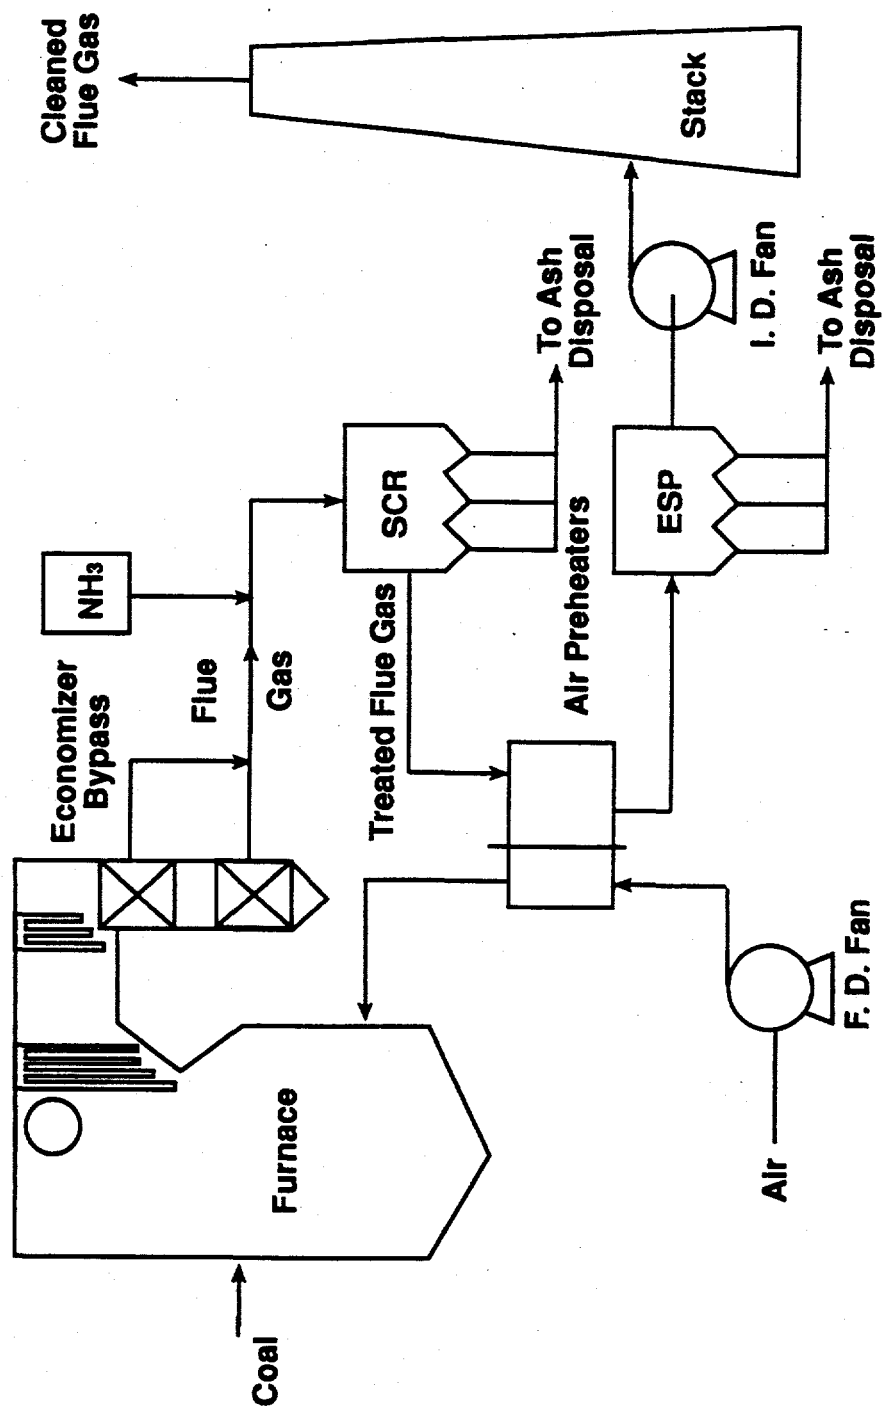 Cleaned
Flue Gas
Economizer
Bypass
NH3
Flue
Gas
Stack
Coal
Furnace
Treated Flue Gas
SCR
To Ash
Disposal
Air Preheaters
ESP
I. D. Fan
Air
F. D. Fan
To Ash
Disposal